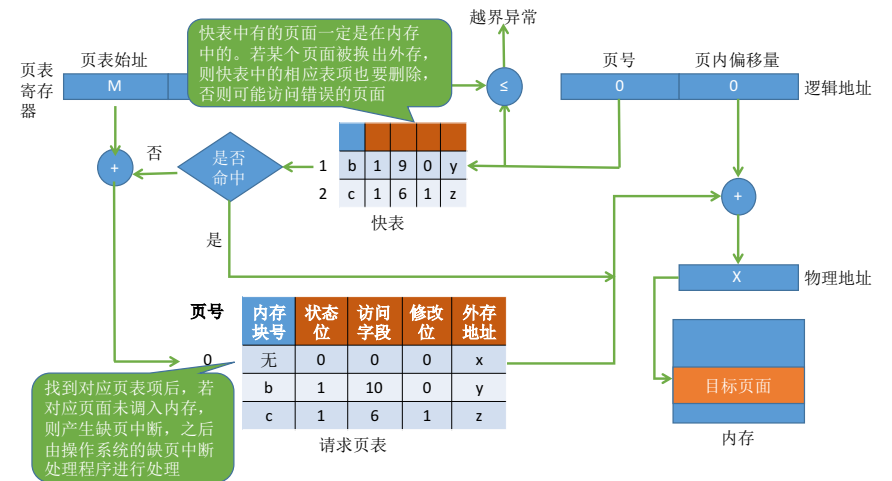 越界异常
快表中有的页面一定是在内存
中的。若某个页面被换出外存，
则快表中的相应表项也要删除，
否则可能访问错误的页面
页表始址
页表
寄存
器
M
≤
页号
页内偏移量
0
0
逻辑地址
否
+
是否
命中
1
b
1
9
0
y
2
c
1
6
1
z
快表
+
是
X
物理地址
页号
内存
块号
状态
位
访问
字段
修改
位
外存
地址
0
无
0
0
0
x
b
1
10
0
y
c
1
6
1
z
请求页表
找到对应页表项后，若
对应页面未调入内存，
则产生缺页中断，之后
由操作系统的缺页中断
处理程序进行处理
目标页面
内存